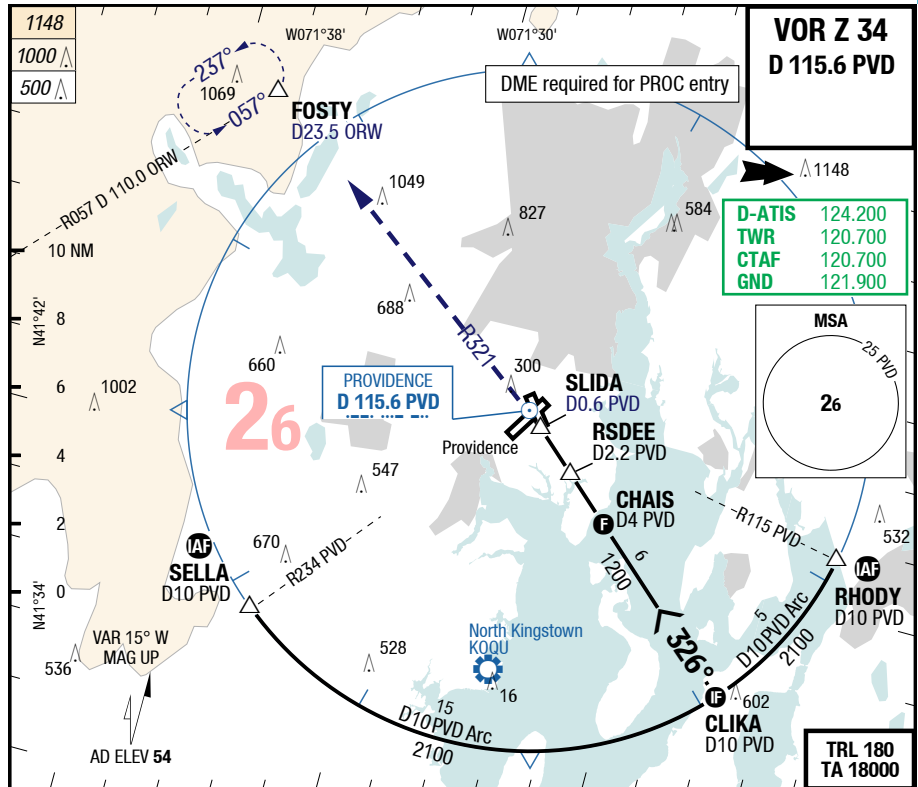 1148
1000
500
W071°38'
W071°30'
VOR Z 34
D 115.6 PVD
DME required for PROC entry
237°
1069
057°
FOSTY
D23.5 ORW
R057 D 110.0 ORW
1049
827
584
1148
D-ATIS 124.200
TWR 120.700
CTAF 120.700
GND 121.900
10 NM
N41°42'
8
6
4
2
0
N41°34'
688
R321
660
1002
26
MSA
25 PVD
26
PROVIDENCE
D 115.6 PVD
300
SLIDA
D0.6 PVD
Providence
RSDEE
D2.2 PVD
547
CHAIS
D4 PVD
F
6
1200
R115 PVD
532
IAF
SELLA
D10 PVD
670
R234 PVD
IAF
RHODY
D10 PVD
5
D10 PVD Arc
2100
326°
VAR 15° W
MAG UP
536
528
North Kingstown
KOQU
16
602
IF
CLIKA
D10 PVD
15
D10 PVD Arc
2100
AD ELEV 54
TRL 180
TA 18000